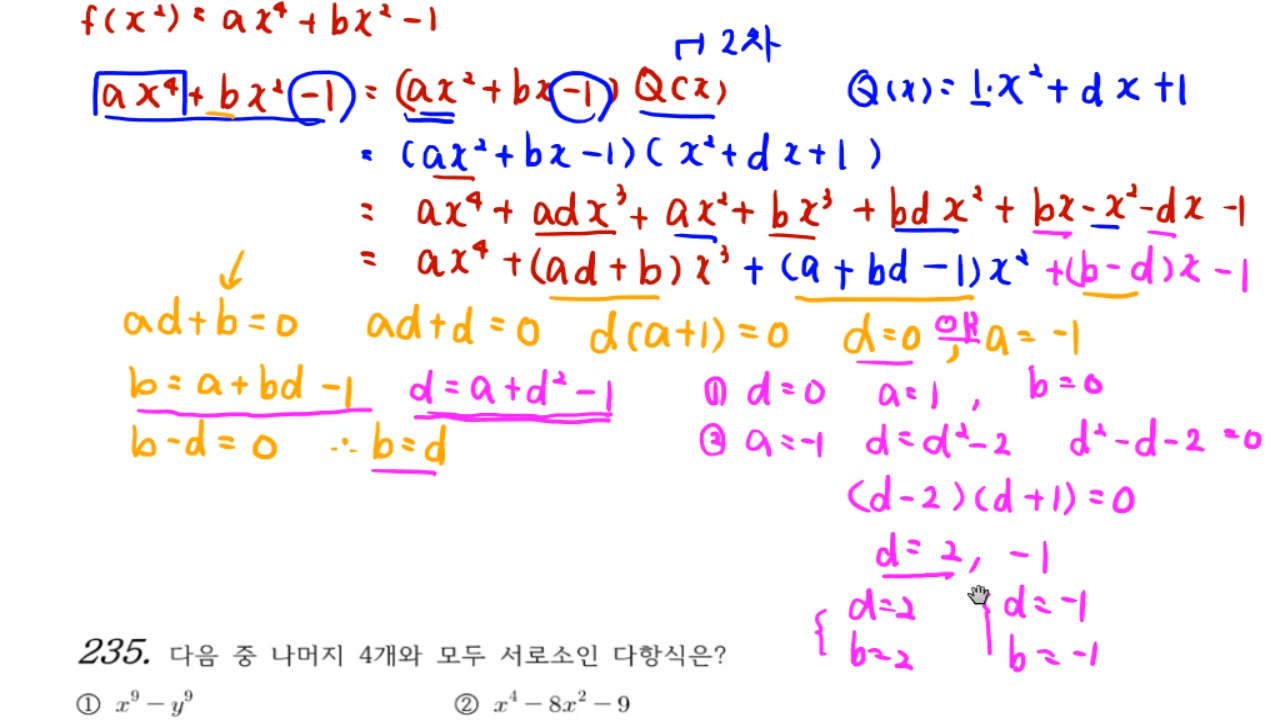 f(x²) = ax⁴ + bx² - 1
┌ 2차
ax⁴ + bx² - 1 = (ax² + bx - 1) Q(x) Q(x) = 1·x² + dx + 1
= (ax² + bx - 1)(x² + dx + 1)
= ax⁴ + adx³ + ax² + bx³ + bdx² + bx - x² - dx - 1
= ax⁴ + (ad + b)x³ + (a + bd - 1)x² + (b - d)x - 1
↓
ad + b = 0 ad + d = 0 d(a+1) = 0 d = 0 or, a = -1
b = a + bd - 1 d = a + d² - 1 ① d = 0 a = 1, b = 0
b - d = 0 ∴ b = d ② a = -1 d = d² - 2 d² - d - 2 = 0
(d - 2)(d + 1) = 0
d = 2, -1
{ d = 2 { d = -1
b = 2 b = -1
235. 다음 중 나머지 4개와 모두 서로소인 다항식은?
① x⁹ - y⁹ ② x⁴ - 8x² - 9